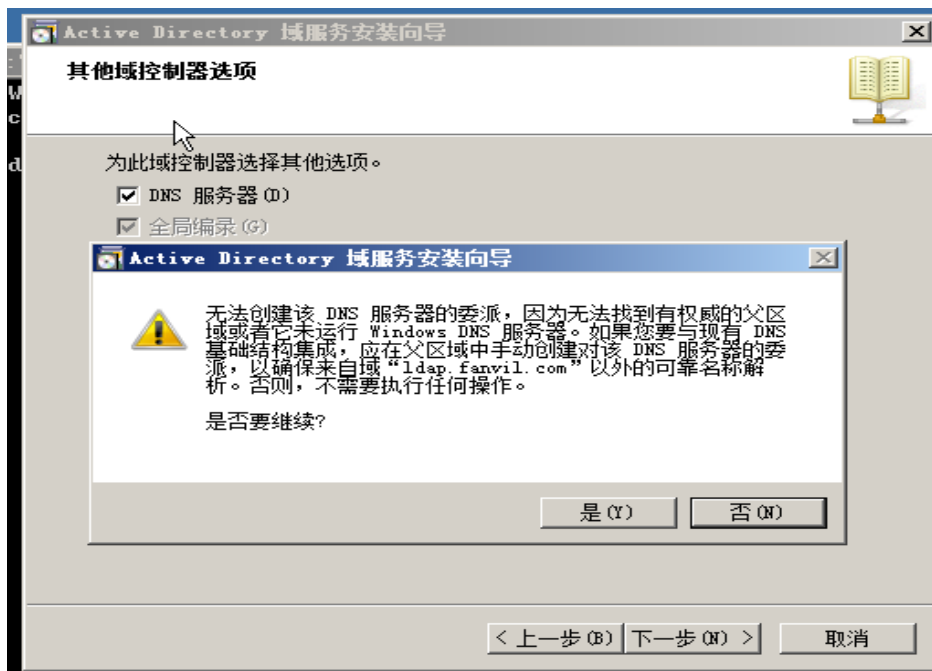 Active Directory 域服务安装向导
其他域控制器选项
W
c
d
为此域控制器选择其他选项。
DNS 服务器(D)
全局编录(G)
Active Directory 域服务安装向导
无法创建该 DNS 服务器的委派，因为无法找到有权威的父区
域或者它未运行 Windows DNS 服务器。如果您要与现有 DNS
基础结构集成，应在父区域中手动创建对该 DNS 服务器的委
派，以确保来自域“ldap.fanvil.com”以外的可靠名称解
析。否则，不需要执行任何操作。
是否要继续?
是(Y)
否(N)
< 上一步(B)
下一步(N) >
取消